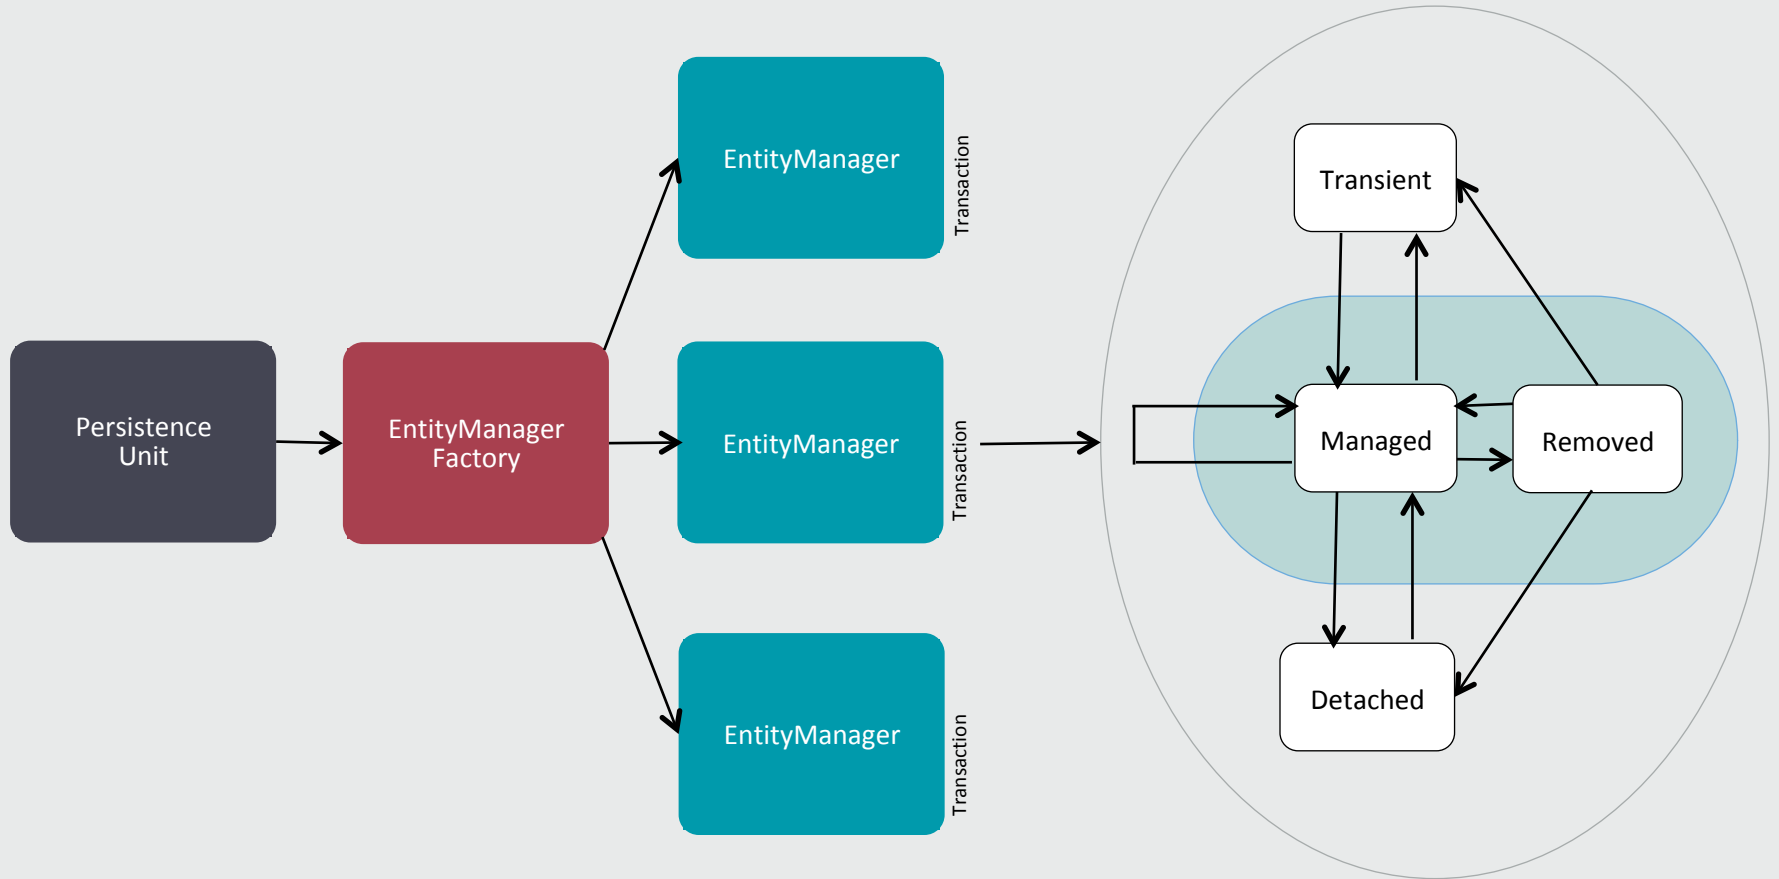 Persistence
Unit
EntityManager
Factory
EntityManager
Transaction
EntityManager
Transaction
EntityManager
Transaction
Transient
Managed
Removed
Detached